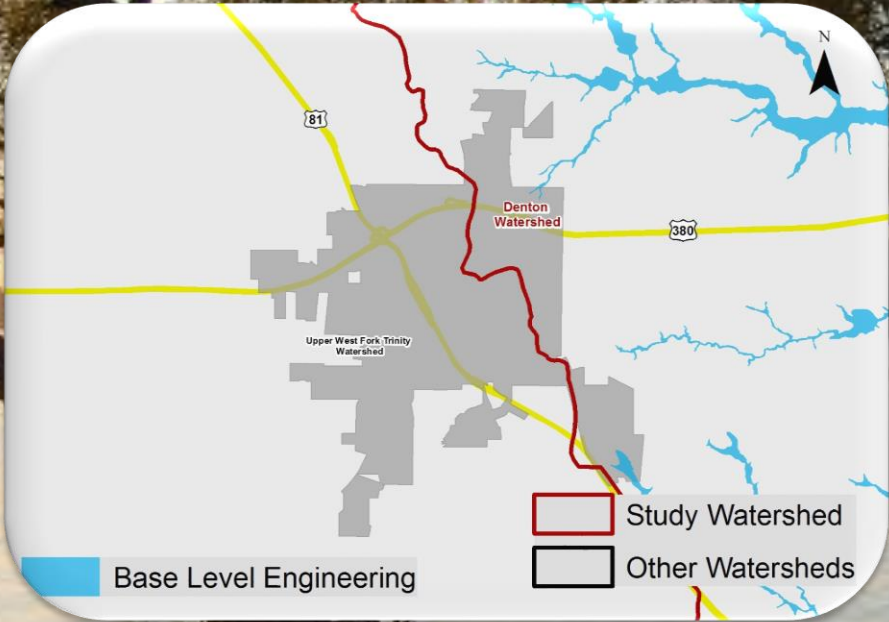 N
81
Denton
Watershed
380
Upper West Fork Trinity
Watershed
Study Watershed
Other Watersheds
Base Level Engineering